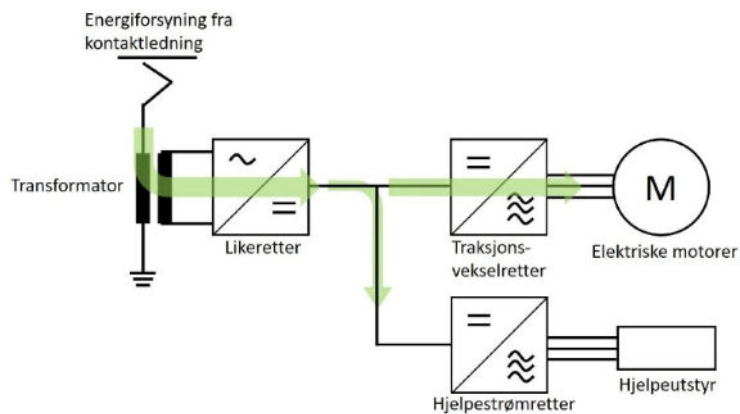 Energiforsyning fra
kontaktledning
Transformator
Likeretter
Traksjons-
vekselretter
M
Elektriske motorer
Hjelpestrømretter
Hjelpeutstyr